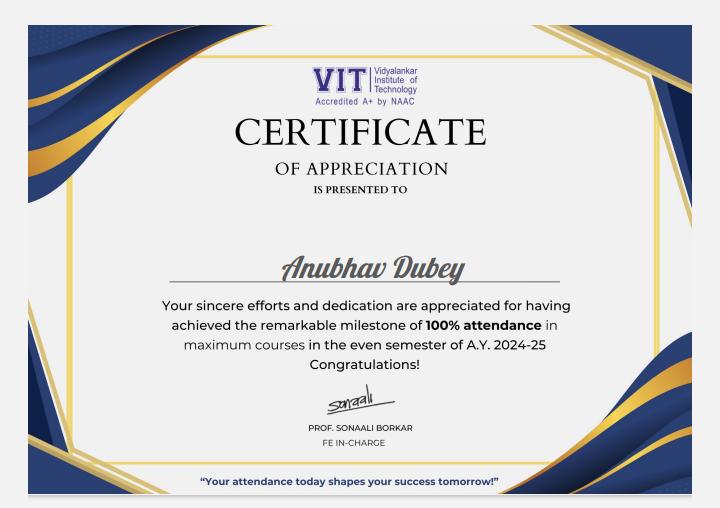 VIT Vidyalankar
Institute of
Technology
Accredited A+ by NAAC
CERTIFICATE
OF APPRECIATION
IS PRESENTED TO
Anubhav Dubey
Your sincere efforts and dedication are appreciated for having
achieved the remarkable milestone of 100% attendance in
maximum courses in the even semester of A.Y. 2024-25
Congratulations!
sonaali
PROF. SONAALI BORKAR
FE IN-CHARGE
“Your attendance today shapes your success tomorrow!”